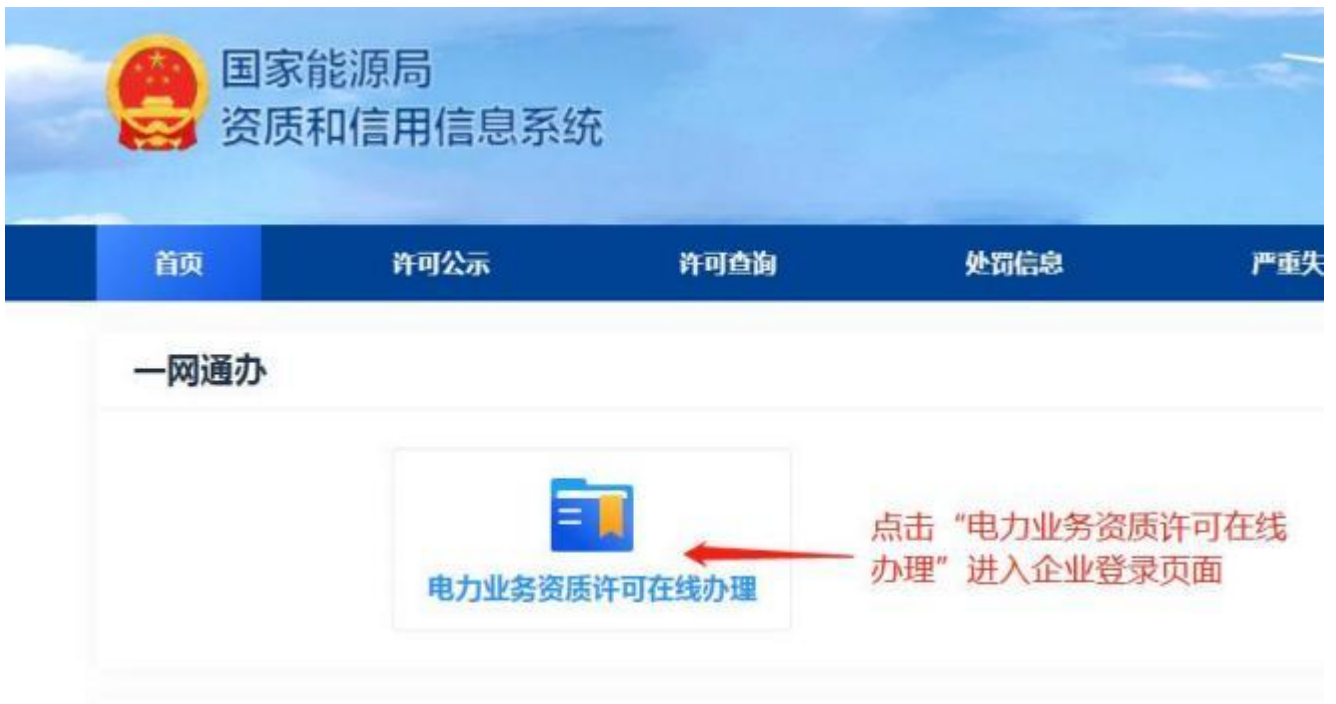 国家能源局
资质和信用信息系统
首页 许可公示 许可查询 处罚信息 严重失
一网通办
电力业务资质许可在线办理
点击“电力业务资质许可在线
办理”进入企业登录页面